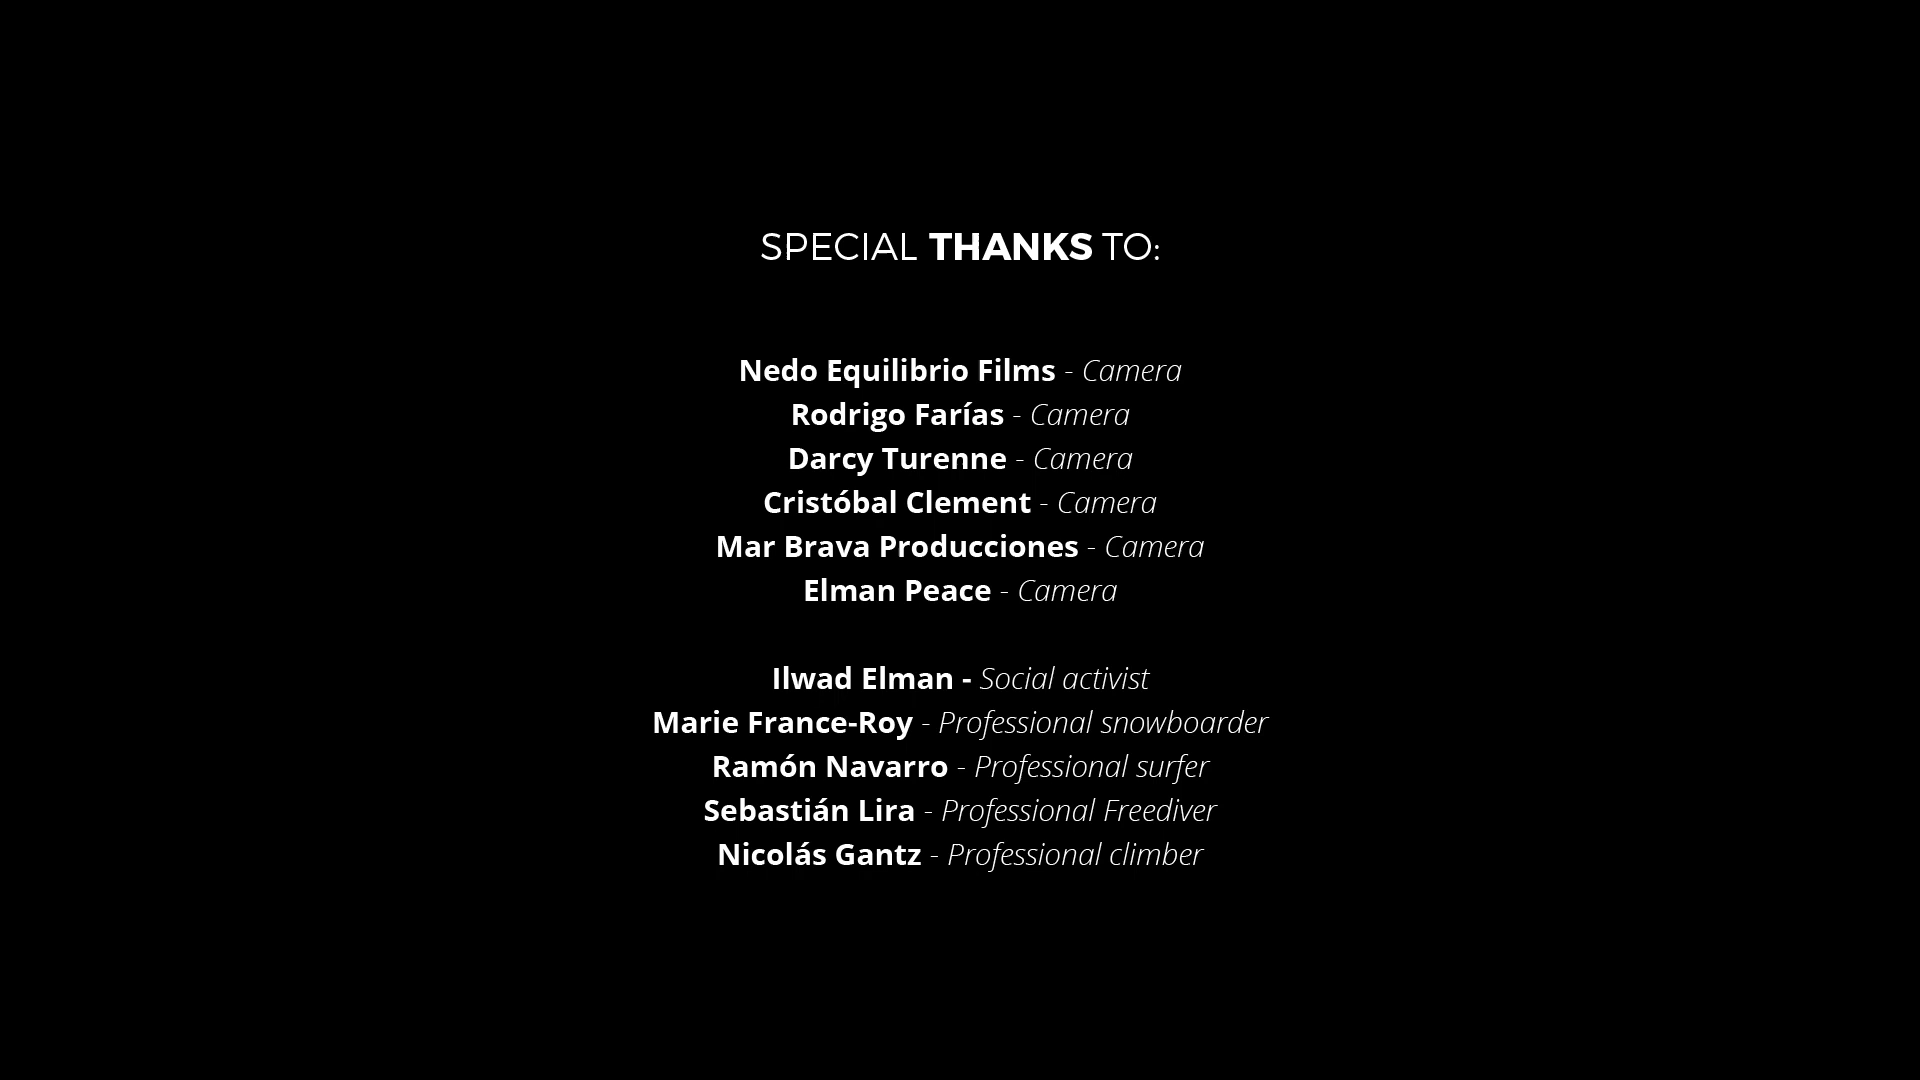 SPECIAL THANKS TO:
Nedo Equilibrio Films - Camera
Rodrigo Farías - Camera
Darcy Turenne - Camera
Cristóbal Clement - Camera
Mar Brava Producciones - Camera
Elman Peace - Camera
Ilwad Elman - Social activist
Marie France-Roy - Professional snowboarder
Ramón Navarro - Professional surfer
Sebastián Lira - Professional Freediver
Nicolás Gantz - Professional climber